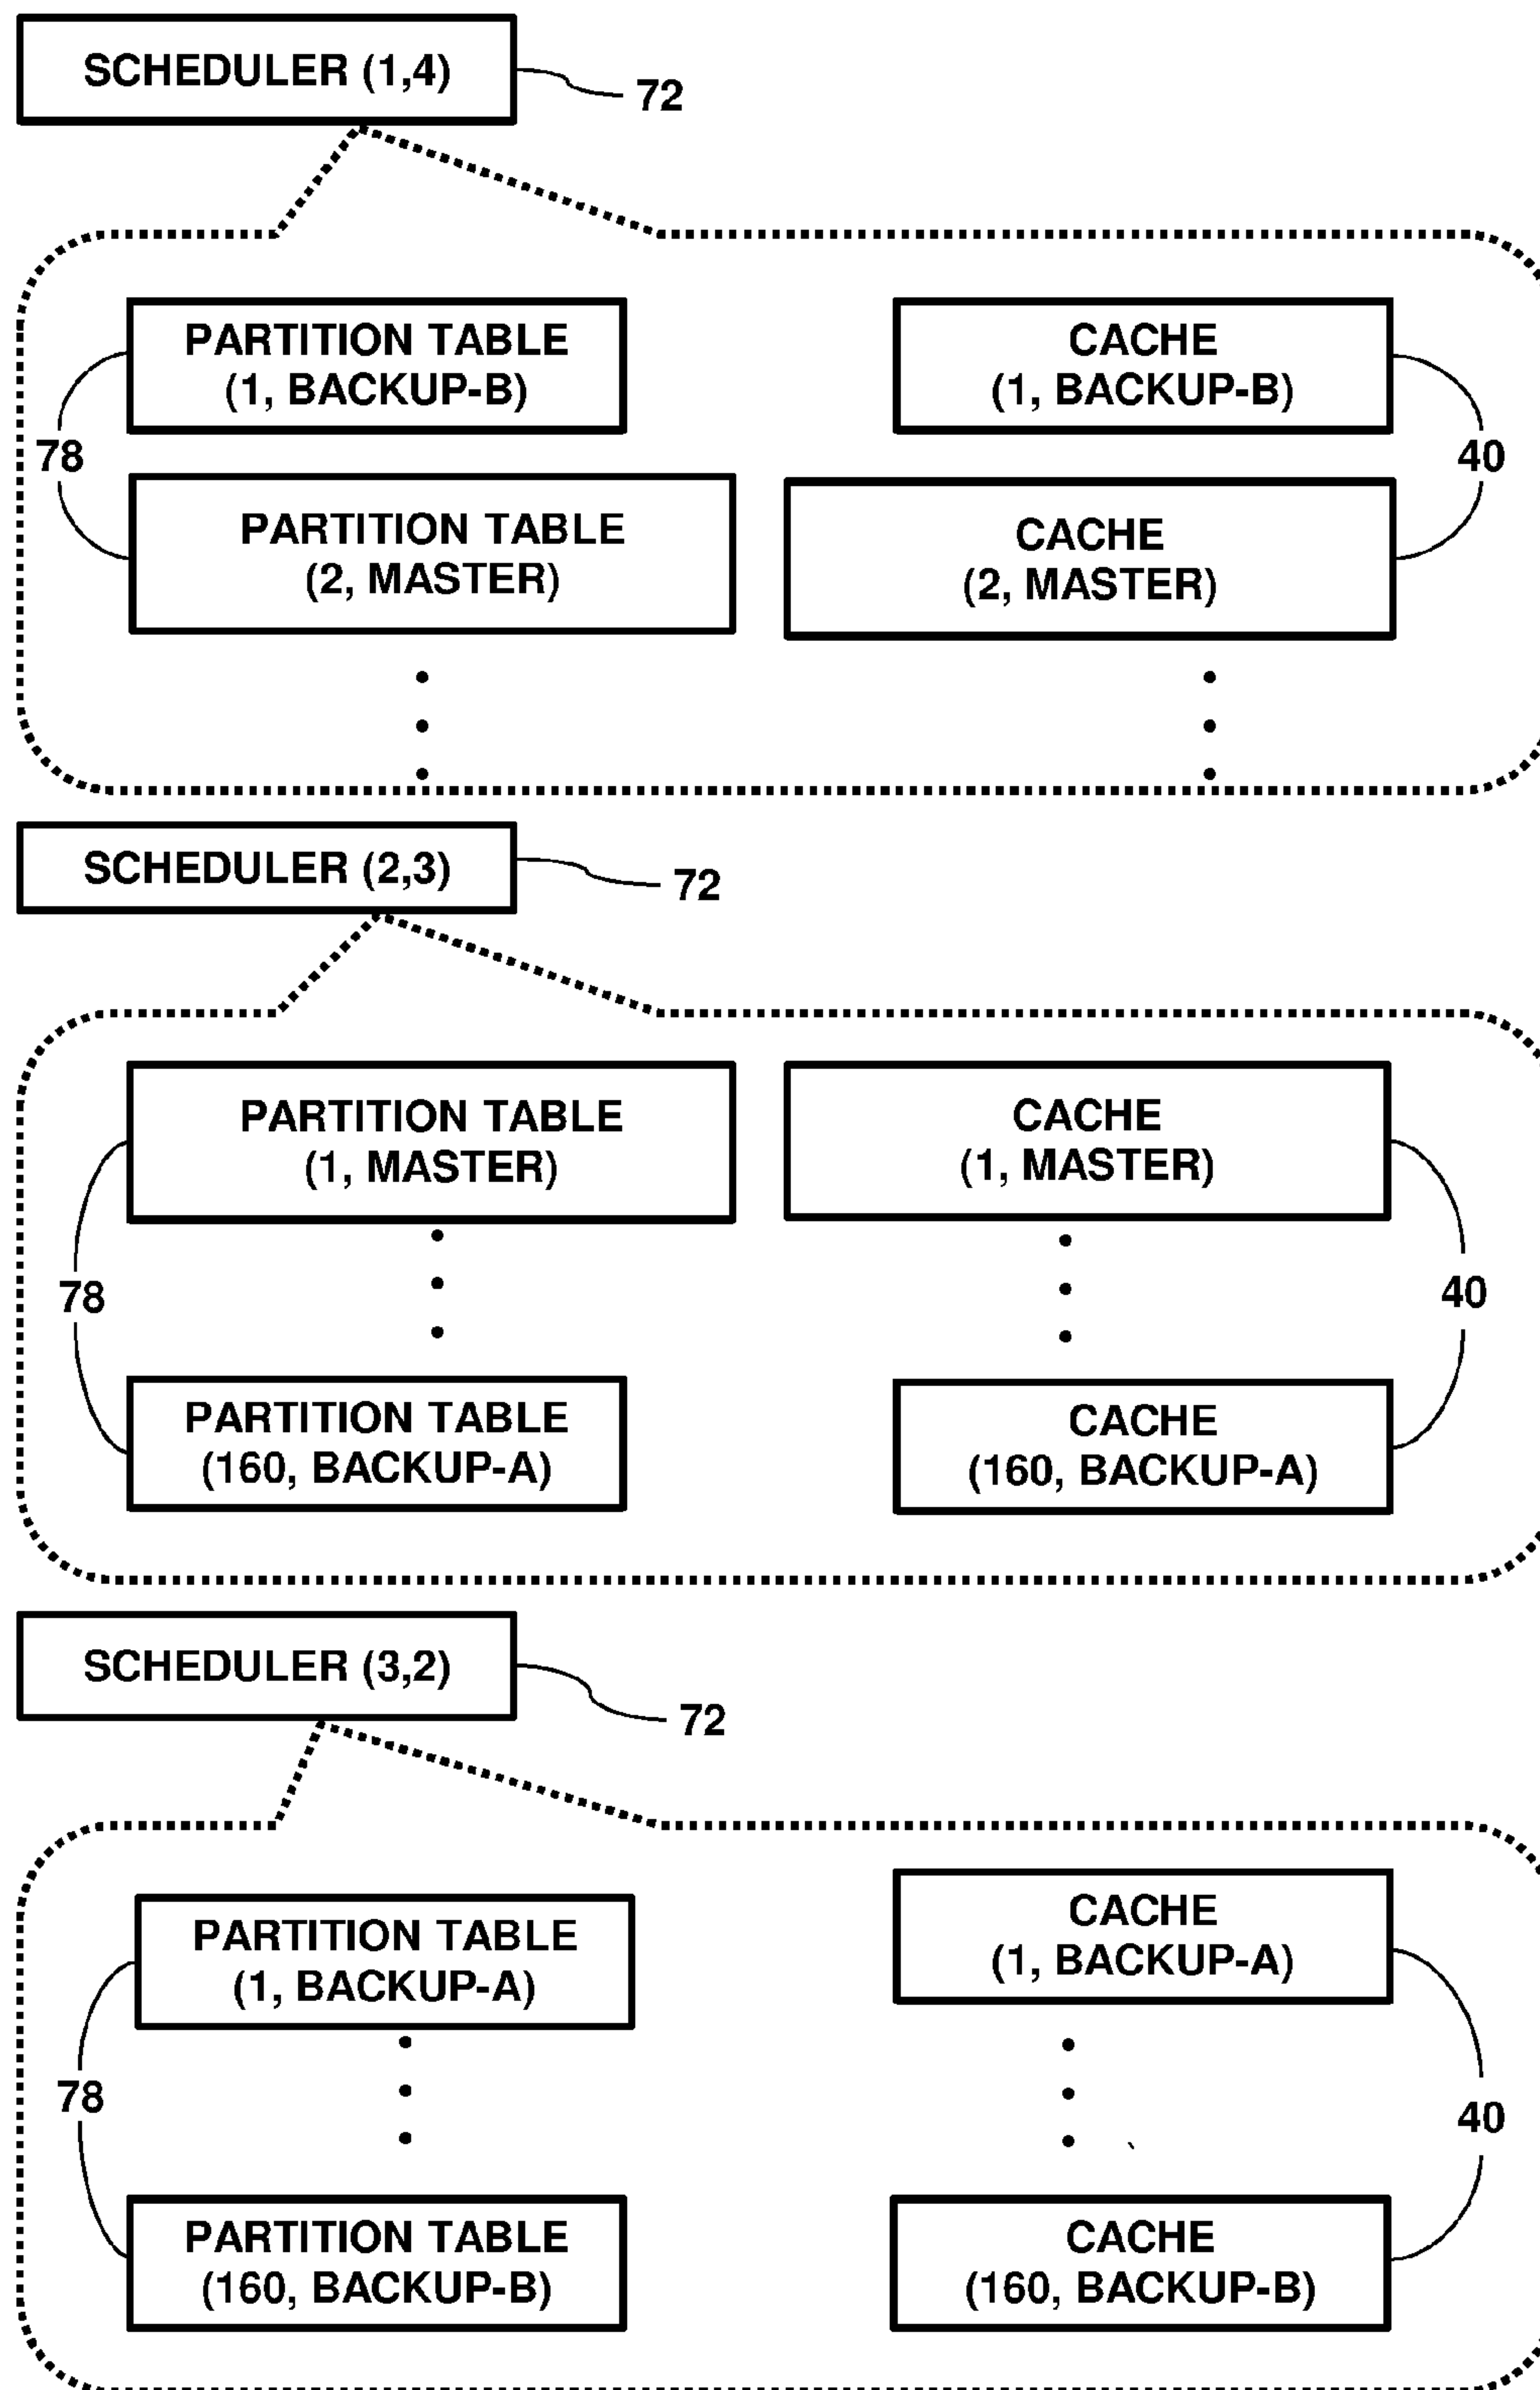 SCHEDULER (1,4)
72
PARTITION TABLE
(1, BACKUP-B)
CACHE
(1, BACKUP-B)
78
40
PARTITION TABLE
(2, MASTER)
CACHE
(2, MASTER)
SCHEDULER (2,3)
72
PARTITION TABLE
(1, MASTER)
CACHE
(1, MASTER)
78
40
PARTITION TABLE
(160, BACKUP-A)
CACHE
(160, BACKUP-A)
SCHEDULER (3,2)
72
PARTITION TABLE
(1, BACKUP-A)
CACHE
(1, BACKUP-A)
78
40
PARTITION TABLE
(160, BACKUP-B)
CACHE
(160, BACKUP-B)